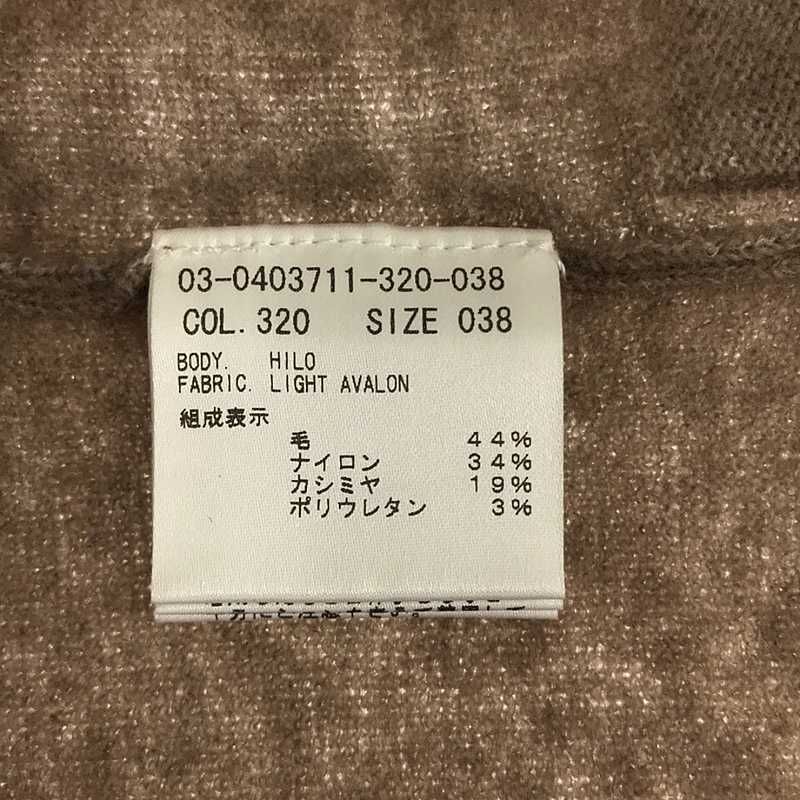 03-0403711-320-038
COL. 320 SIZE 038
BODY. HILO
FABRIC. LIGHT AVALON
組成表示
毛 44%
ナイロン 34%
カシミヤ 19%
ポリウレタン 3%